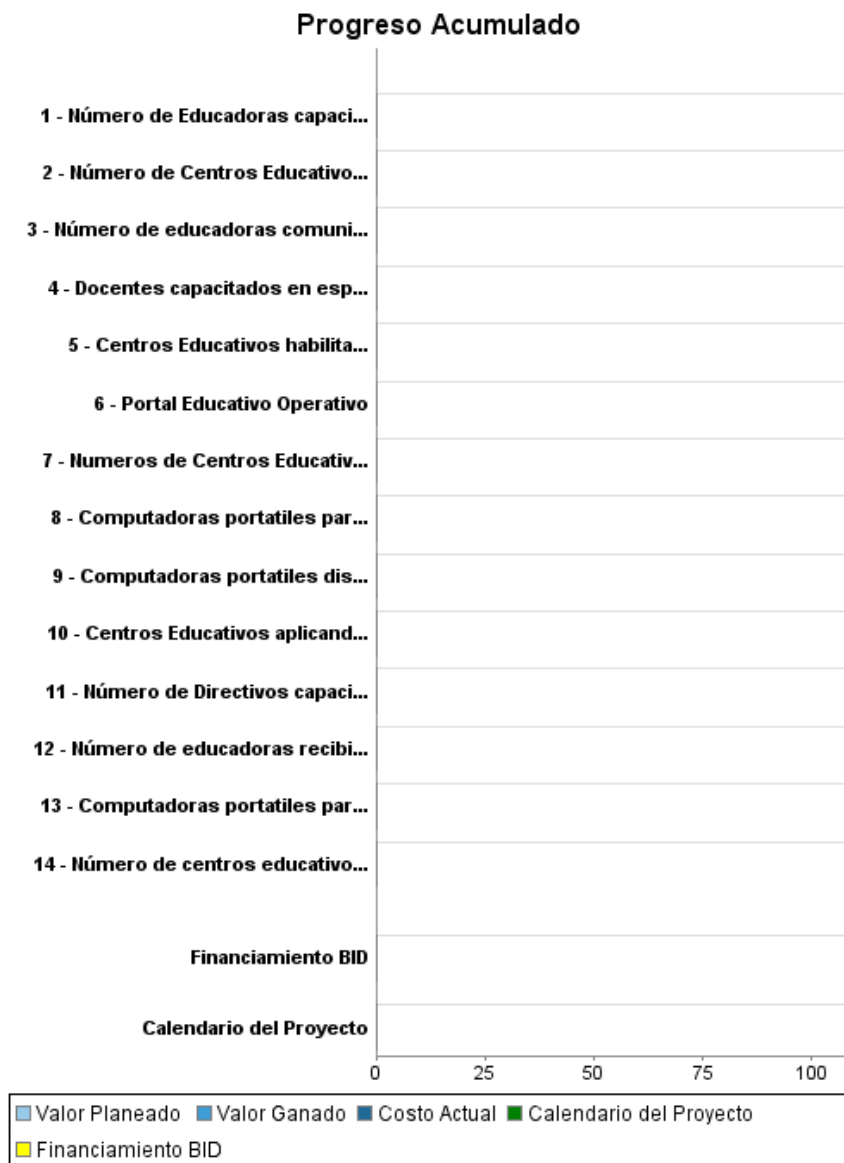 Progreso Acumulado
1 - Número de Educadoras capaci...
2 - Número de Centros Educativo...
3 - Número de educadoras comuni...
4 - Docentes capacitados en esp...
5 - Centros Educativos habilita...
6 - Portal Educativo Operativo
7 - Numeros de Centros Educativ...
8 - Computadoras portatiles par...
9 - Computadoras portatiles dis...
10 - Centros Educativos aplicand...
11 - Número de Directivos capaci...
12 - Número de educadoras recibi...
13 - Computadoras portatiles par...
14 - Número de centros educativo...
Financiamiento BID
Calendario del Proyecto
0 25 50 75 100
Valor Planeado Valor Ganado Costo Actual Calendario del Proyecto
Financiamiento BID